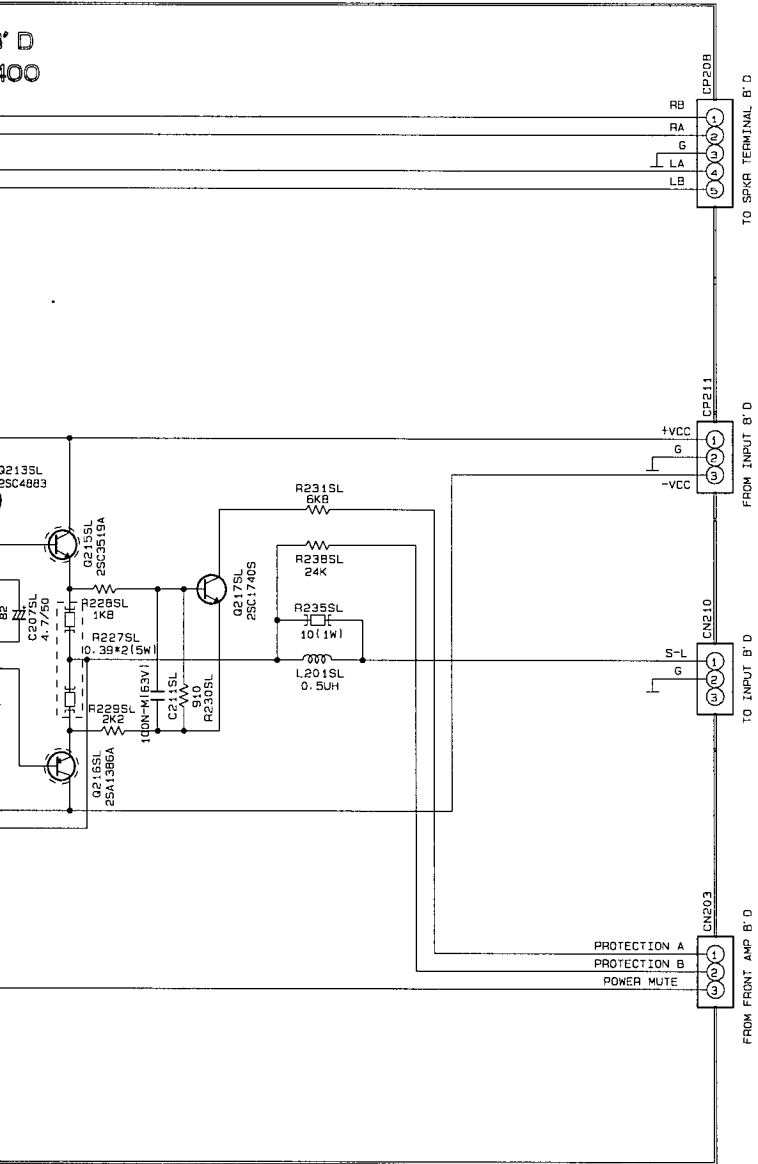 B' D
400
CP208
RB
RA
G
LA
LB
1
2
3
4
5
TO SPKR TERMINAL B'D
CP211
+VCC
G
-VCC
1
2
3
FROM INPUT B'D
Q213SL
2SC4883
Q215SL
2SC3519A
R231SL
6K8
R238SL
24K
Q217SL
2SC1740S
R228SL
1K8
C207SL
4.7/50
82
R227SL
0.39*2(5W)
R235SL
10(1W)
L201SL
0.5UH
100N-M(63V)
C211SL
910
R230SL
R229SL
2K2
Q216SL
2SA1386A
CN210
S-L
G
1
2
3
TO INPUT B'D
CN203
PROTECTION A
PROTECTION B
POWER MUTE
1
2
3
FROM FRONT AMP B'D